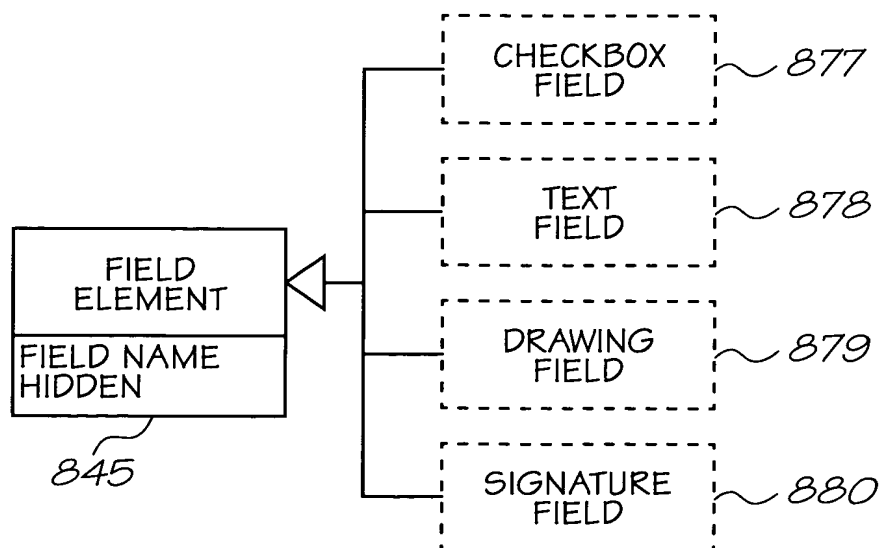 CHECKBOX
FIELD
877
TEXT
FIELD
878
FIELD
ELEMENT
FIELD NAME
HIDDEN
845
DRAWING
FIELD
879
SIGNATURE
FIELD
880